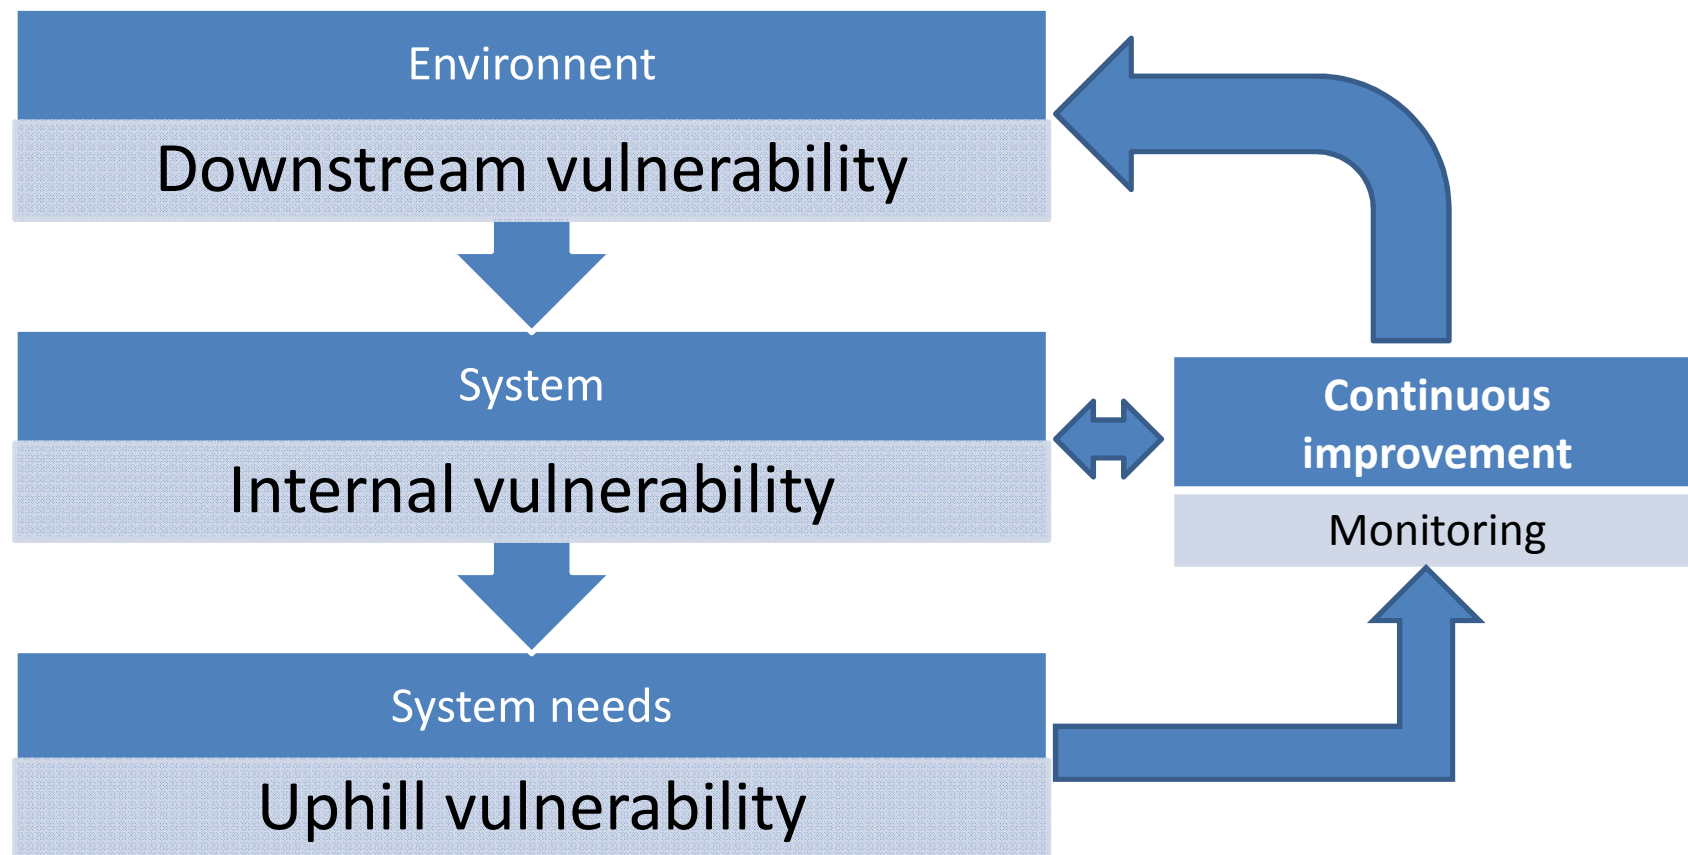 Environnent
Downstream vulnerability
System
Internal vulnerability
Continuous
improvement
Monitoring
System needs
Uphill vulnerability